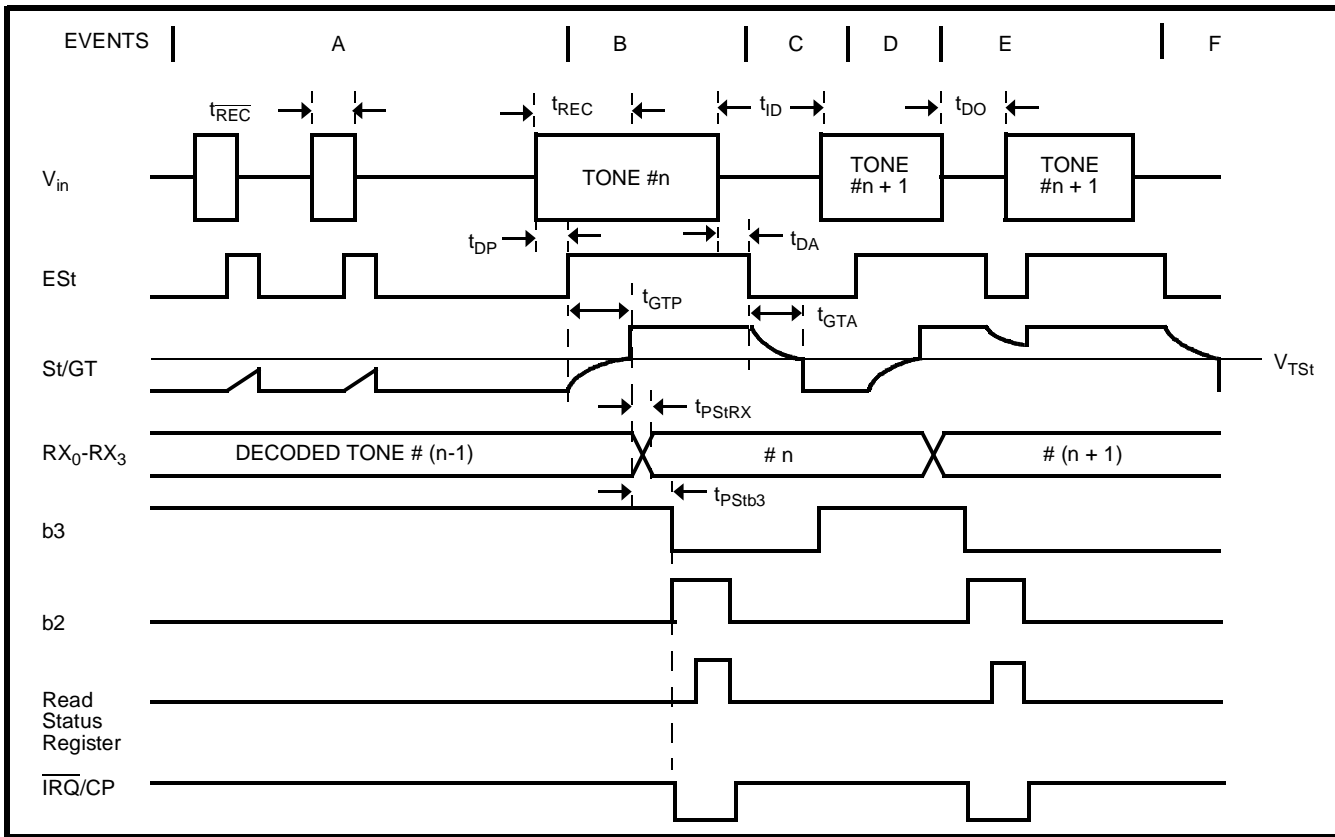 EVENTS A B C D E F
tREC tREC tID tDO
Vin TONE #n TONE #n + 1 TONE #n + 1
tDP tDA
ESt
tGTP tGTA
St/GT VTSt
tPStRX
RX0-RX3 DECODED TONE # (n-1) # n # (n + 1)
tPStb3
b3
b2
Read
Status
Register
IRQ/CP